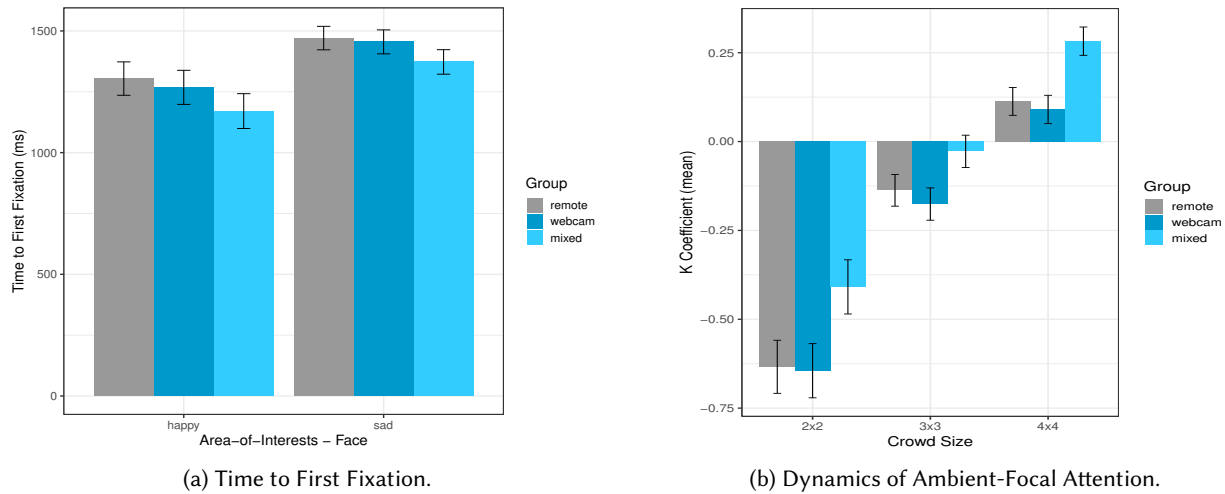 1500
1000
500
0
Time to First Fixation (ms)
happy
sad
Area−of−Interests − Face
Group
remote
webcam
mixed
(a) Time to First Fixation.
0.25
0.00
−0.25
−0.50
−0.75
K Coefficient (mean)
2x2
3x3
4x4
Crowd Size
Group
remote
webcam
mixed
(b) Dynamics of Ambient-Focal Attention.